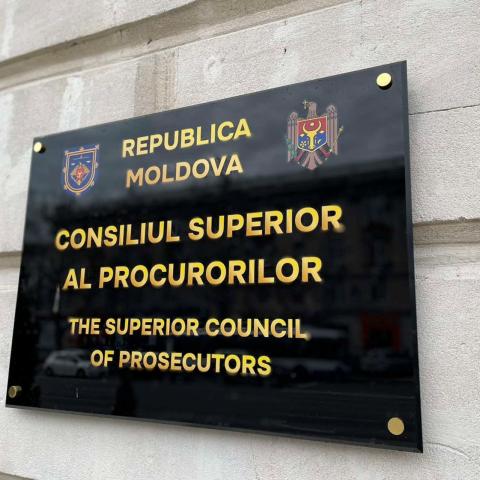 REPUBLICA
MOLDOVA
CONSILIUL SUPERIOR
AL PROCURORILOR
THE SUPERIOR COUNCIL
OF PROSECUTORS